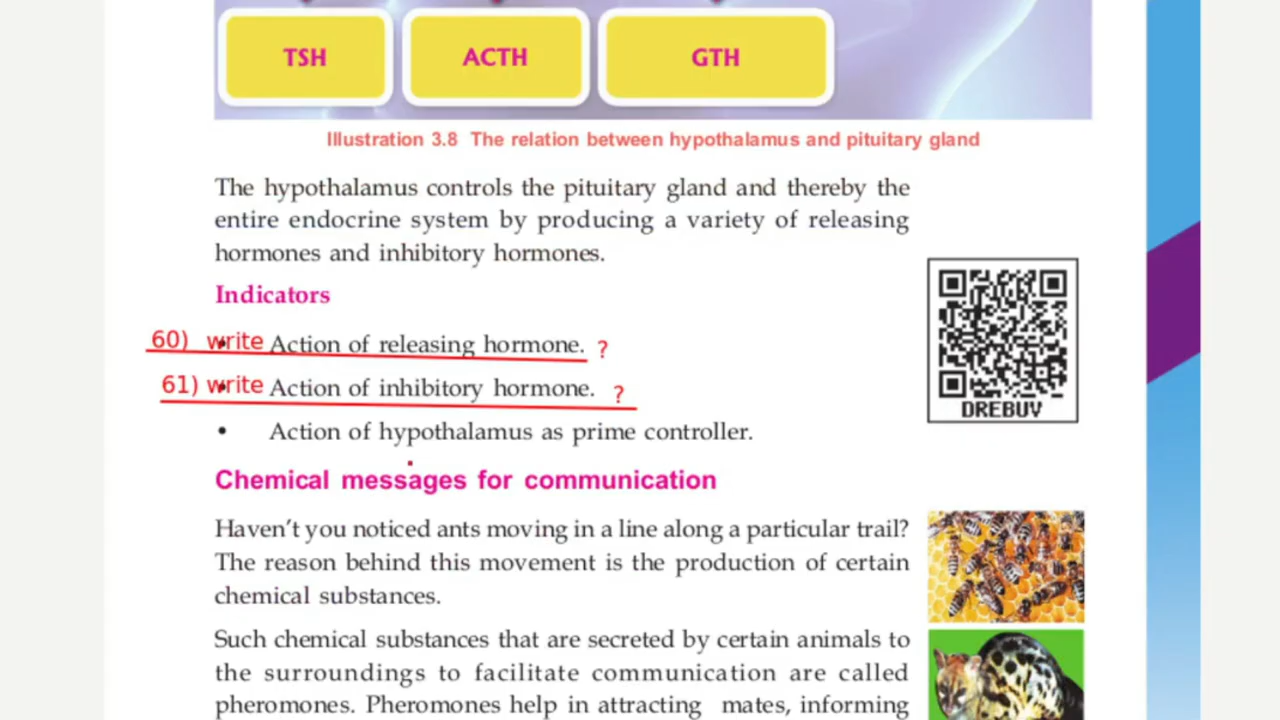 TSH ACTH GTH
Illustration 3.8 The relation between hypothalamus and pituitary gland
The hypothalamus controls the pituitary gland and thereby the
entire endocrine system by producing a variety of releasing
hormones and inhibitory hormones.
Indicators
60) write Action of releasing hormone. ?
61) write Action of inhibitory hormone. ?
• Action of hypothalamus as prime controller.
DREBUV
Chemical messages for communication
Haven't you noticed ants moving in a line along a particular trail?
The reason behind this movement is the production of certain
chemical substances.
Such chemical substances that are secreted by certain animals to
the surroundings to facilitate communication are called
pheromones. Pheromones help in attracting mates, informing